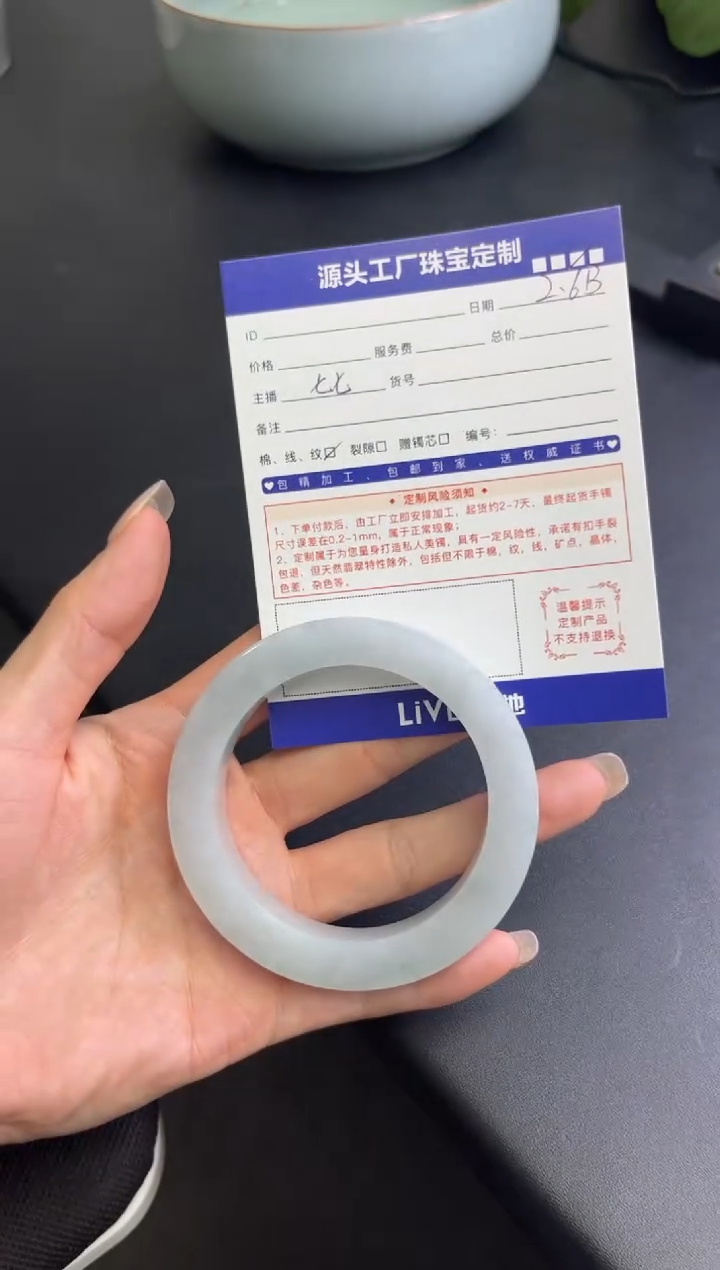 源头工厂珠宝定制
ID 日期 2.6B
价格 服务费 总价
主播 七七 货号
备注
棉、线、纹☑ 裂隙□ 赠镯芯□ 编号：
包精加工、包邮到家、送权威证书
定制风险须知
1、下单付款后，由工厂立即安排加工，起货约2-7天，最终起货手镯
尺寸误差在0.2-1mm，属于正常现象；
2、定制属于为您量身打造私人美镯，具有一定风险性，承诺有扣手裂
包退，但天然翡翠特性除外，包括但不限于棉，纹，线，矿点，晶体，
色差，杂色等。
温馨提示
定制产品
不支持退换
LiV 地